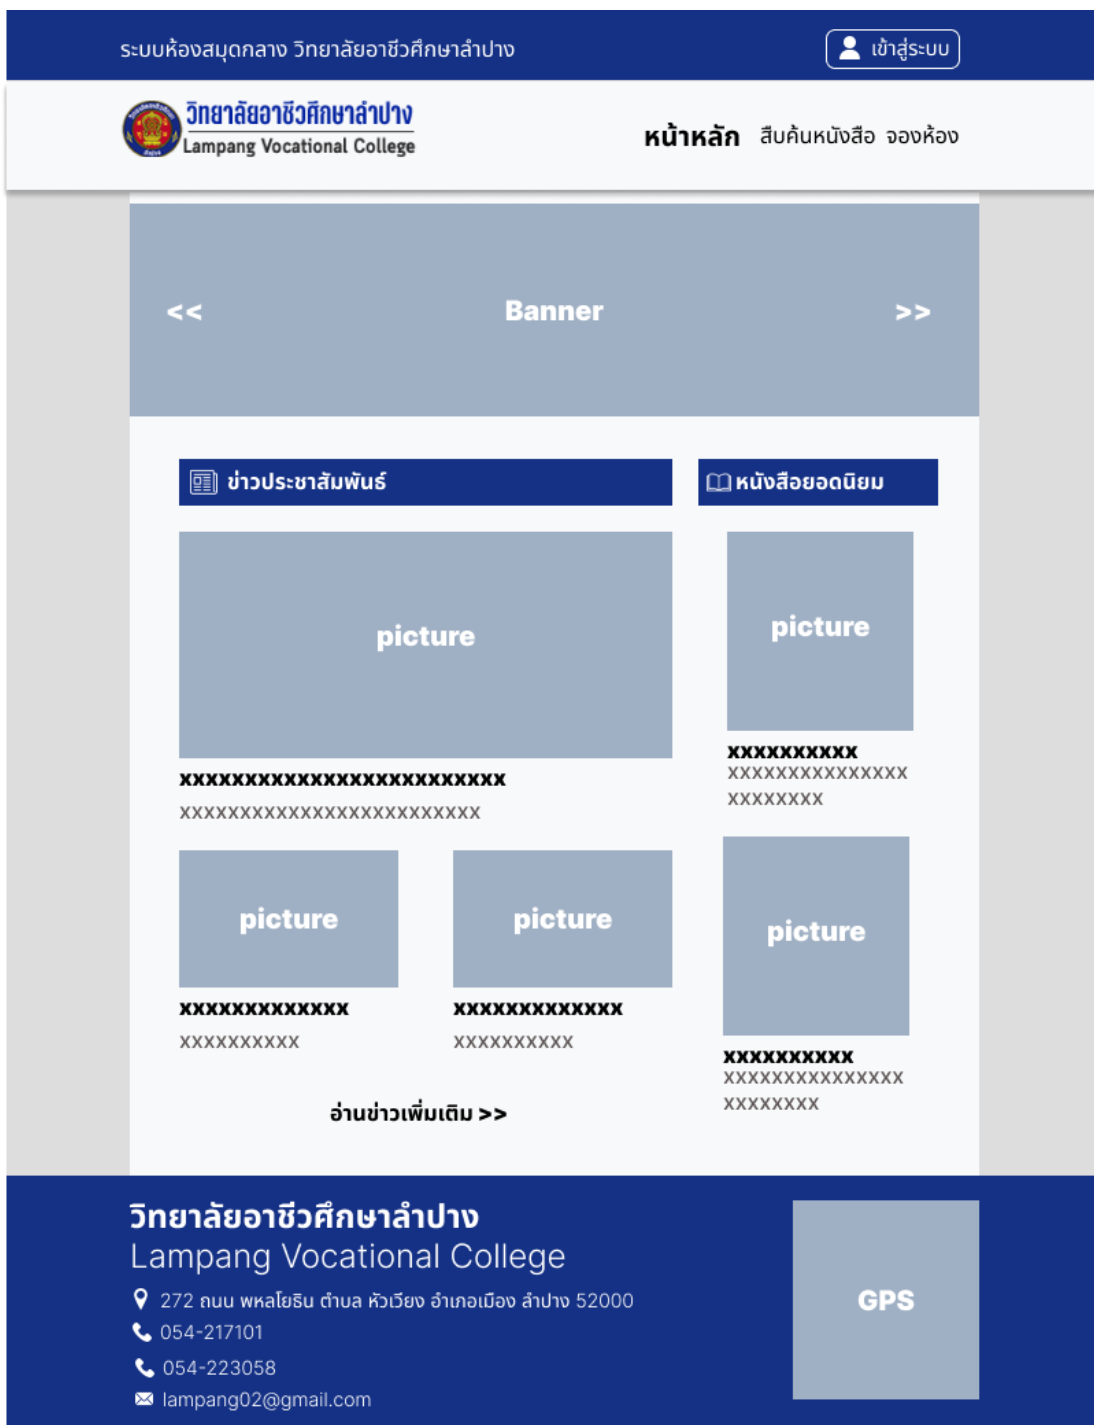 ระบบห้องสมุดกลาง วิทยาลัยอาชีวศึกษาลำปาง
เข้าสู่ระบบ
วิทยาลัยอาชีวศึกษาลำปาง
Lampang Vocational College
หน้าหลัก สืบค้นหนังสือ จองห้อง
<< Banner >>
ข่าวประชาสัมพันธ์
picture
xxxxxxxxxxxxxxxxxxxxxxxxx
xxxxxxxxxxxxxxxxxxxxxxxxx
picture
xxxxxxxxxxxxx
xxxxxxxxxx
picture
xxxxxxxxxxxxx
xxxxxxxxxx
อ่านข่าวเพิ่มเติม >>
หนังสือยอดนิยม
picture
xxxxxxxxxx
xxxxxxxxxxxxxxx
xxxxxxxx
picture
xxxxxxxxxx
xxxxxxxxxxxxxxx
xxxxxxxx
วิทยาลัยอาชีวศึกษาลำปาง
Lampang Vocational College
272 ถนน พหลโยธิน ตำบล หัวเวียง อำเภอเมือง ลำปาง 52000
054-217101
054-223058
lampang02@gmail.com
GPS